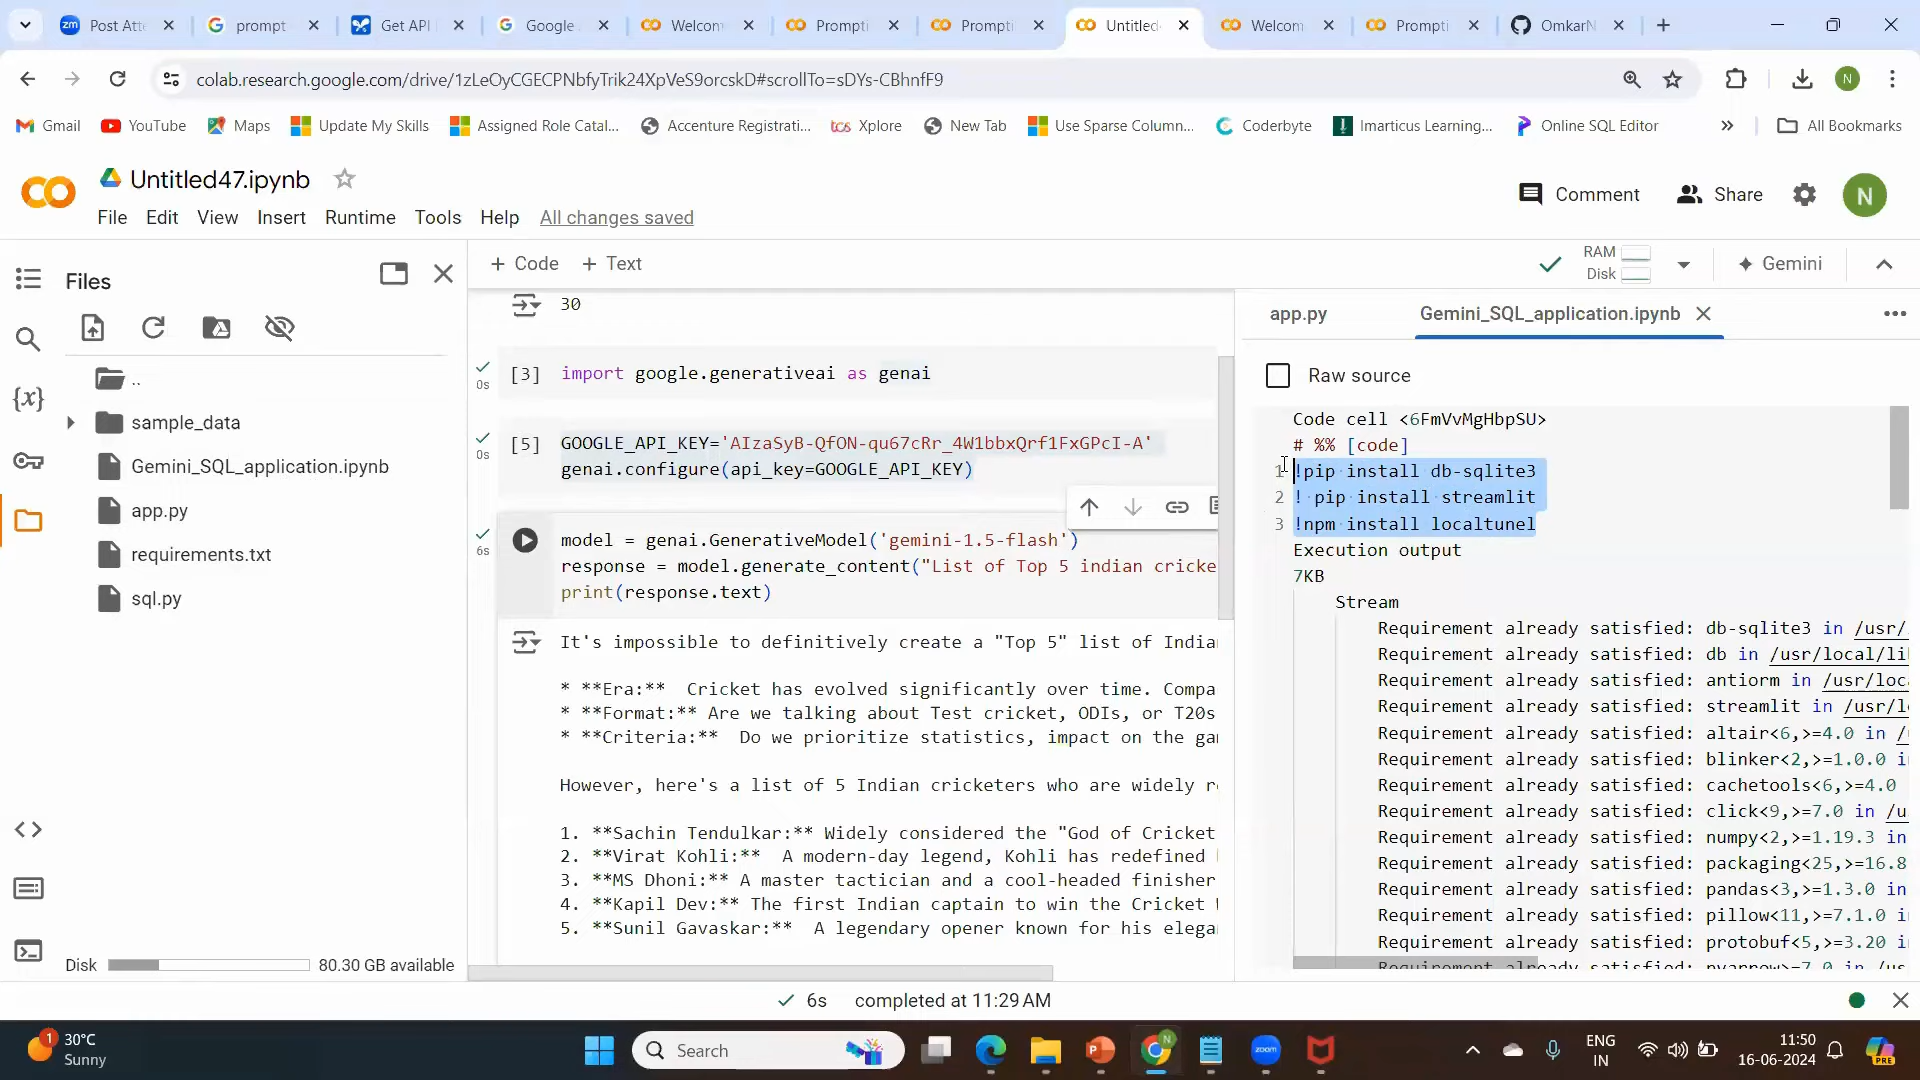 Post Atte
prompt
Get API
Google
Welcom
Prompti
Prompti
Untitled
Welcom
Prompti
OmkarN
colab.research.google.com/drive/1zLeOyCGECPNbfyTrik24XpVeS9orcskD#scrollTo=sDYs-CBhnfF9
N
Gmail
YouTube
Maps
Update My Skills
Assigned Role Catal...
Accenture Registrati...
tcs Xplore
New Tab
Use Sparse Column...
Coderbyte
Imarticus Learning...
Online SQL Editor
All Bookmarks
Untitled47.ipynb
File Edit View Insert Runtime Tools Help All changes saved
Comment
Share
N
Files
+ Code + Text
RAM
Disk
Gemini
..
sample_data
Gemini_SQL_application.ipynb
app.py
requirements.txt
sql.py
Disk 80.30 GB available
30
0s [3] import google.generativeai as genai
0s [5] GOOGLE_API_KEY='AIzaSyB-QfON-qu67cRr_4W1bbxQrf1FxGPcI-A'
genai.configure(api_key=GOOGLE_API_KEY)
6s model = genai.GenerativeModel('gemini-1.5-flash')
response = model.generate_content("List of Top 5 indian cricke
print(response.text)
It's impossible to definitively create a "Top 5" list of India
* **Era:** Cricket has evolved significantly over time. Compa
* **Format:** Are we talking about Test cricket, ODIs, or T20s
* **Criteria:** Do we prioritize statistics, impact on the ga
However, here's a list of 5 Indian cricketers who are widely r
1. **Sachin Tendulkar:** Widely considered the "God of Cricket
2. **Virat Kohli:** A modern-day legend, Kohli has redefined
3. **MS Dhoni:** A master tactician and a cool-headed finisher
4. **Kapil Dev:** The first Indian captain to win the Cricket
5. **Sunil Gavaskar:** A legendary opener known for his elega
app.py
Gemini_SQL_application.ipynb
Raw source
Code cell <6FmVvMgHbpSU>
# %% [code]
1 !pip install db-sqlite3
2 ! pip install streamlit
3 !npm install localtunel
Execution output
7KB
Stream
Requirement already satisfied: db-sqlite3 in /usr/
Requirement already satisfied: db in /usr/local/li
Requirement already satisfied: antiorm in /usr/loc
Requirement already satisfied: streamlit in /usr/l
Requirement already satisfied: altair<6,>=4.0 in /
Requirement already satisfied: blinker<2,>=1.0.0 i
Requirement already satisfied: cachetools<6,>=4.0
Requirement already satisfied: click<9,>=7.0 in /u
Requirement already satisfied: numpy<2,>=1.19.3 in
Requirement already satisfied: packaging<25,>=16.8
Requirement already satisfied: pandas<3,>=1.3.0 in
Requirement already satisfied: pillow<11,>=7.1.0 i
Requirement already satisfied: protobuf<5,>=3.20 i
6s completed at 11:29 AM
1
30°C
Sunny
Search
zoom
ENG
IN
11:50
16-06-2024